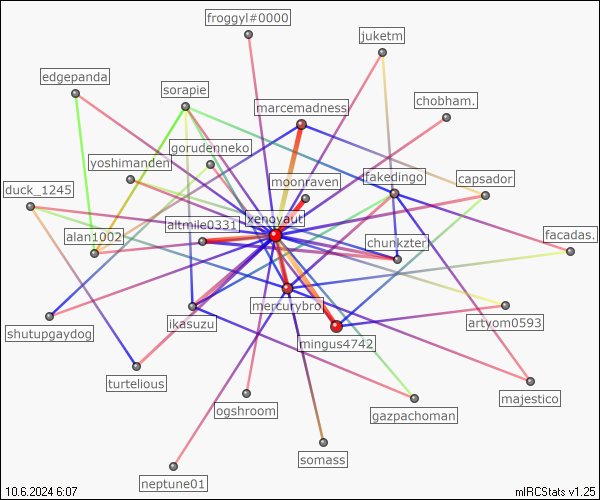 froggyl#0000
juketm
edgepanda
sorapie
marcemadness
chobham.
gorudenneko
yoshimanden
moonraven
fakedingo
capsador
duck_1245
xenoyaut
altmile0331
alan1002
chunkzter
facadas.
mercurybro
ikasuzu
shutupgaydog
artyom0593
mingus4742
turtelious
majestico
ogshroom
gazpachoman
somass
neptune01
10.6.2024 6:07
mIRCStats v1.25